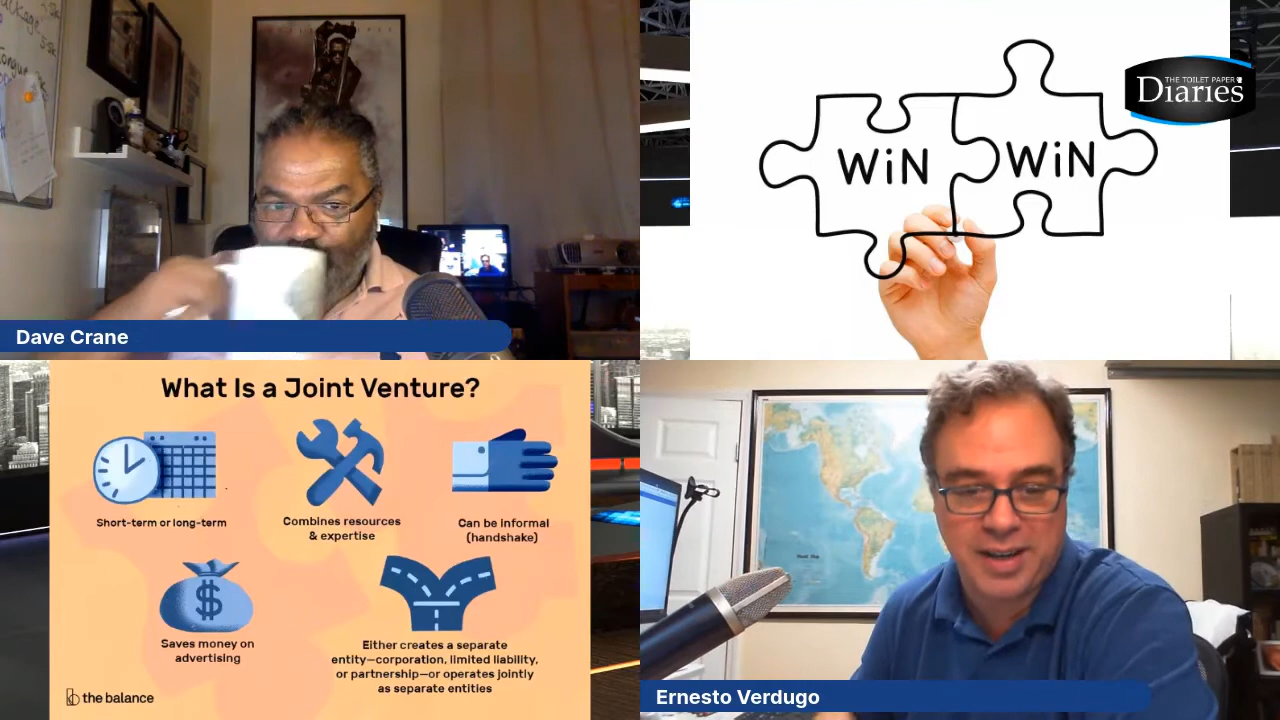 Dave Crane
WiN WiN
THE TOILET PAPER
Diaries
What Is a Joint Venture?
Short-term or long-term
Combines resources
& expertise
Can be informal
(handshake)
Saves money on
advertising
Either creates a separate
entity—corporation, limited liability,
or partnership—or operates jointly
as separate entities
the balance
Ernesto Verdugo